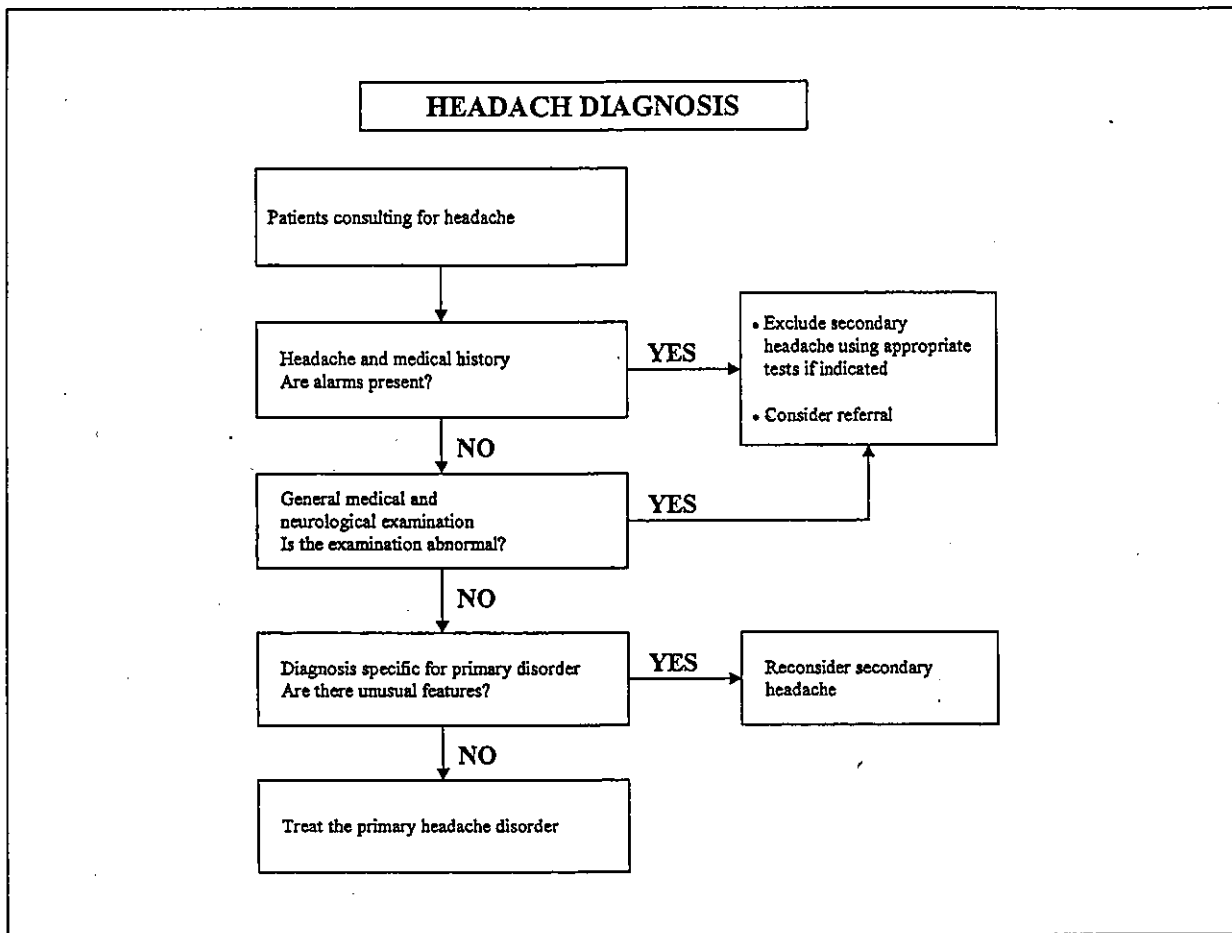 HEADACH DIAGNOSIS
Patients consulting for headache
Headache and medical history
Are alarms present?
YES
• Exclude secondary
headache using appropriate
tests if indicated
• Consider referral
NO
General medical and
neurological examination
Is the examination abnormal?
YES
NO
Diagnosis specific for primary disorder
Are there unusual features?
YES
Reconsider secondary
headache
NO
Treat the primary headache disorder